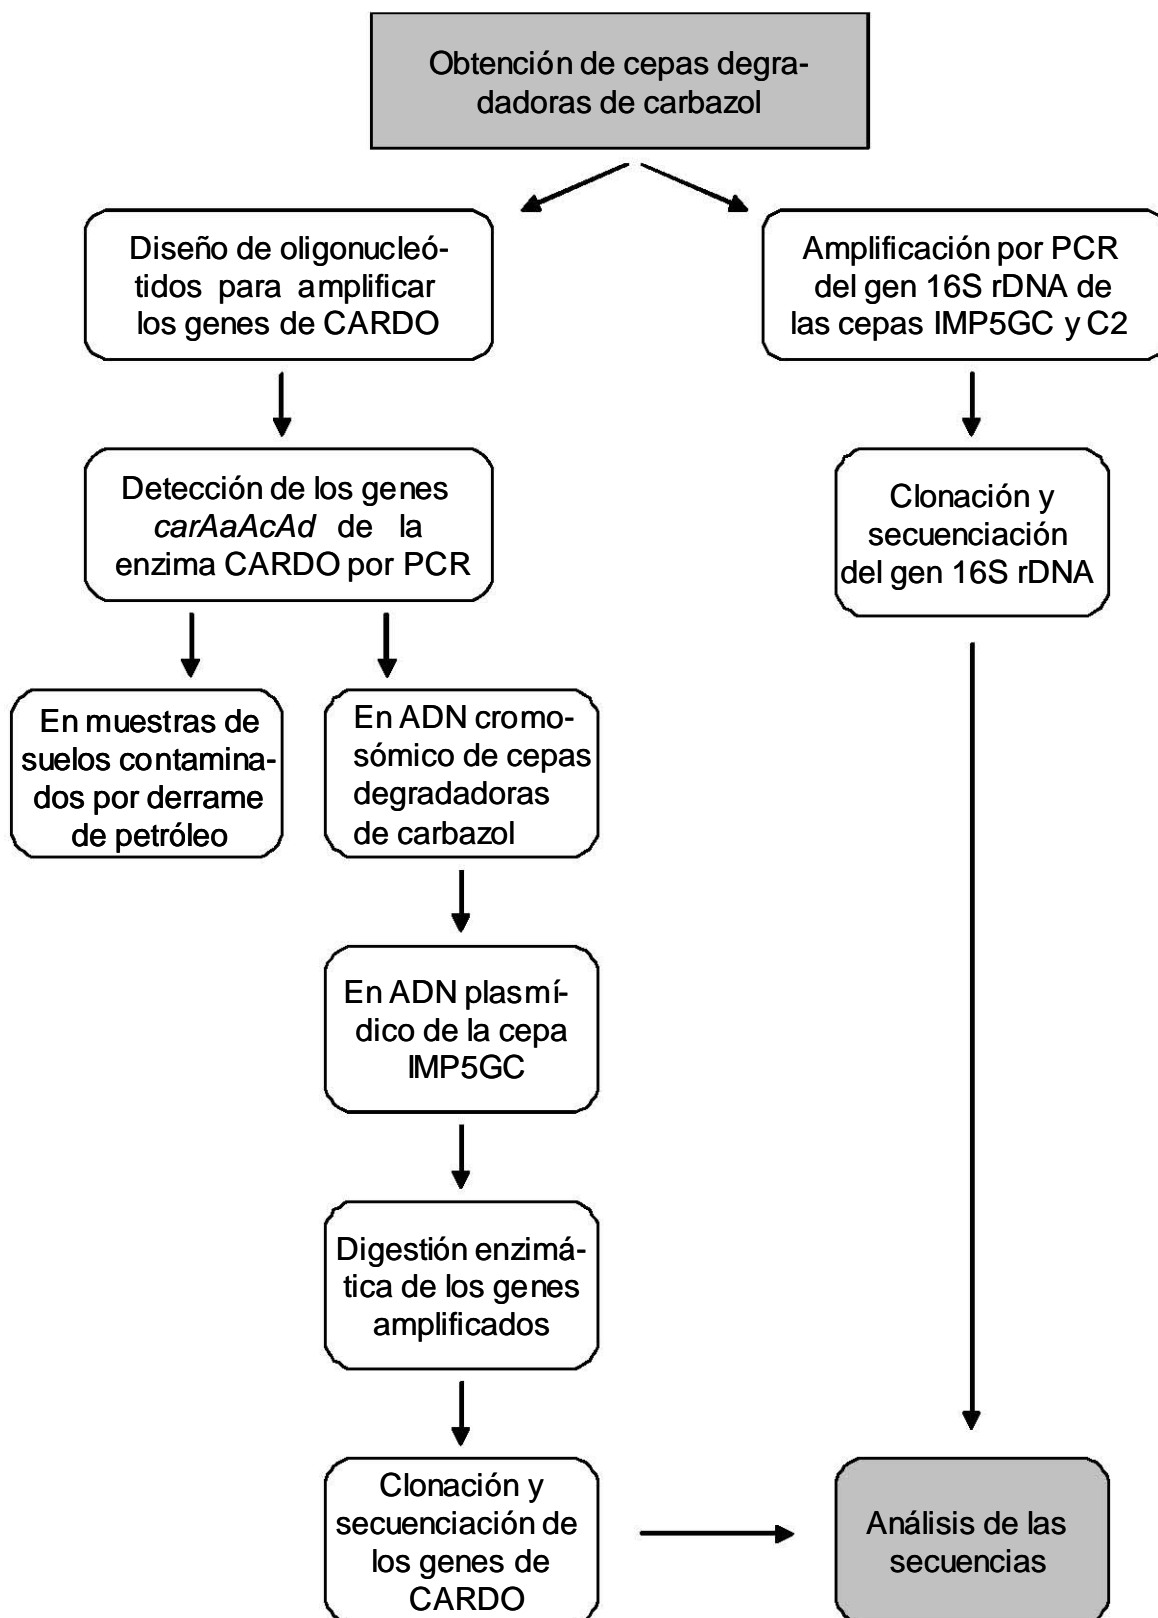 Obtención de cepas degra-
dadoras de carbazol
Diseño de oligonucleó-
tidos para amplificar
los genes de CARDO
Amplificación por PCR
del gen 16S rDNA de
las cepas IMP5GC y C2
Detección de los genes
carAaAcAd de la
enzima CARDO por PCR
Clonación y
secuenciación
del gen 16S rDNA
En muestras de
suelos contamina-
dos por derrame
de petróleo
En ADN cromo-
sómico de cepas
degradadoras
de carbazol
En ADN plasmí-
dico de la cepa
IMP5GC
Digestión enzimá-
tica de los genes
amplificados
Clonación y
secuenciación de
los genes de
CARDO
Análisis de las
secuencias